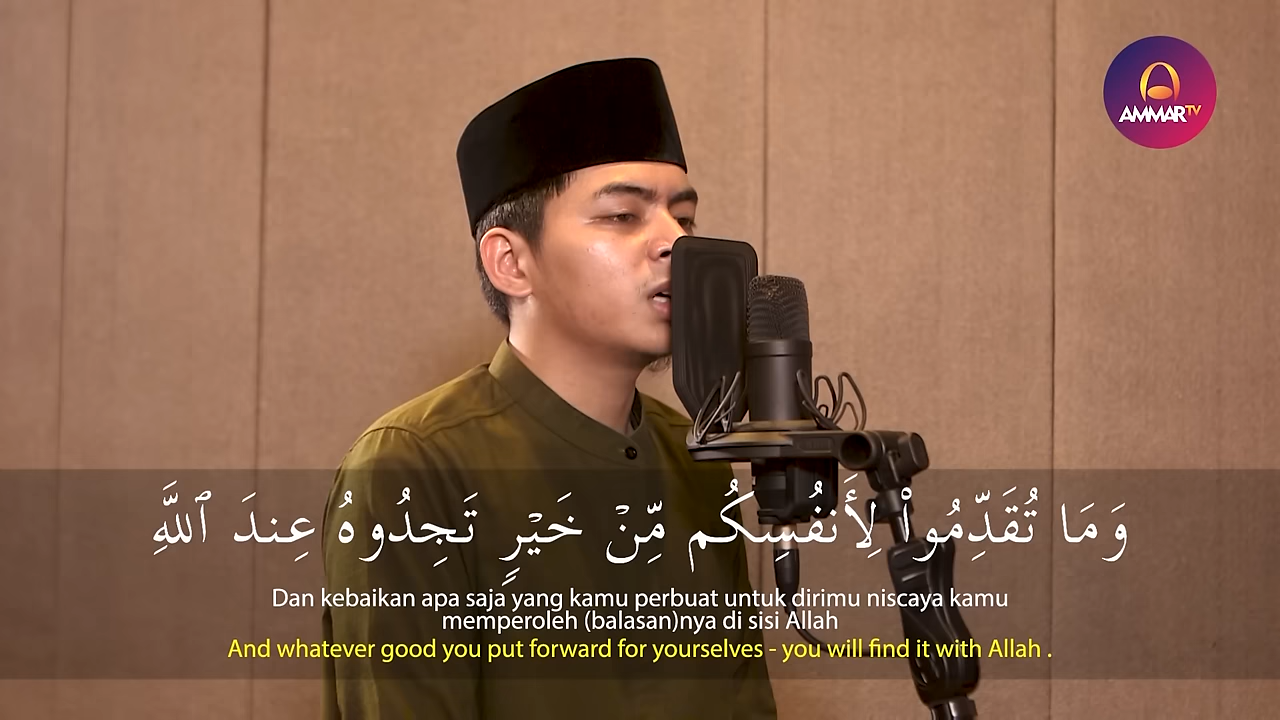 AMMARTV
وَمَا تُقَدِّمُوا۟ لِأَنفُسِكُم مِّنْ خَيْرٍ تَجِدُوهُ عِندَ ٱللَّهِ
Dan kebaikan apa saja yang kamu perbuat untuk dirimu niscaya kamu
memperoleh (balasan)nya di sisi Allah
And whatever good you put forward for yourselves - you will find it with Allah .